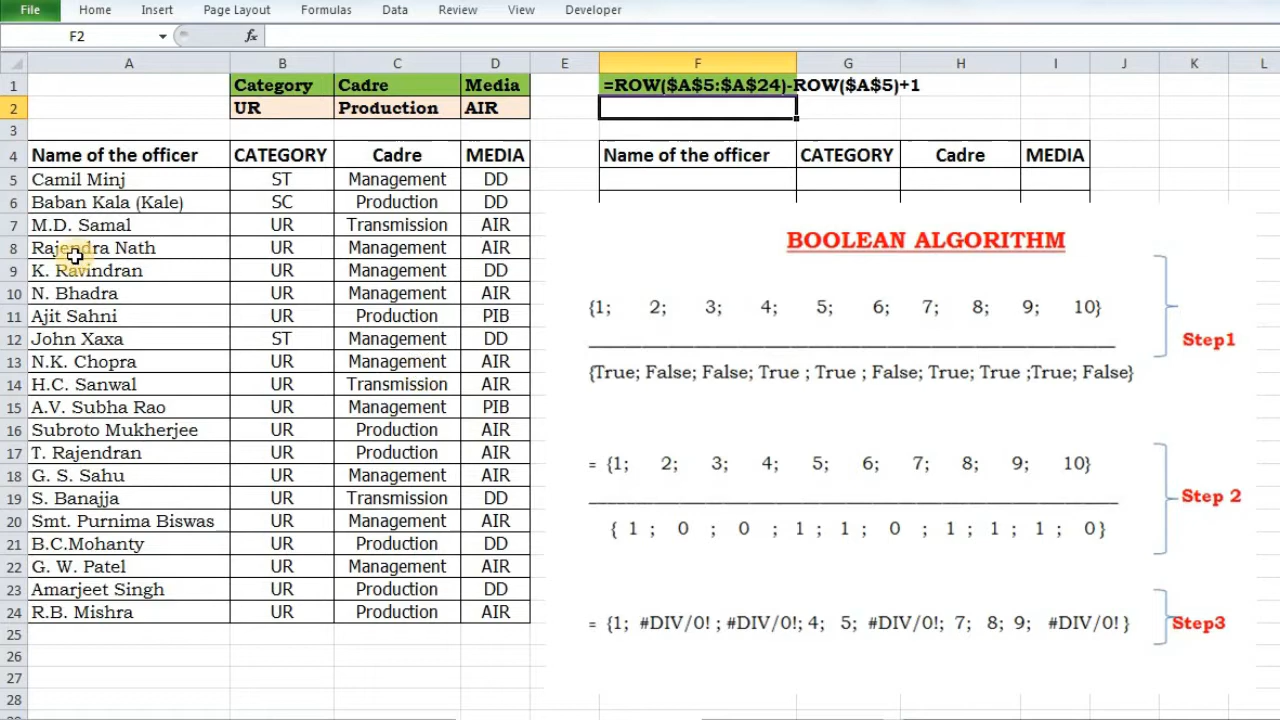 File Home Insert Page Layout Formulas Data Review View Developer
F2 fx
A B C D E F G H I J K L
1 Category Cadre Media =ROW($A$5:$A$24)-ROW($A$5)+1
2 UR Production AIR
3
4 Name of the officer CATEGORY Cadre MEDIA Name of the officer CATEGORY Cadre MEDIA
5 Camil Minj ST Management DD
6 Baban Kala (Kale) SC Production DD
7 M.D. Samal UR Transmission AIR
8 Rajendra Nath UR Management AIR
9 K. Ravindran UR Management DD
10 N. Bhadra UR Management AIR
11 Ajit Sahni UR Production PIB
12 John Xaxa ST Management DD
13 N.K. Chopra UR Management AIR
14 H.C. Sanwal UR Transmission AIR
15 A.V. Subha Rao UR Management PIB
16 Subroto Mukherjee UR Production AIR
17 T. Rajendran UR Production AIR
18 G. S. Sahu UR Management AIR
19 S. Banajja UR Transmission DD
20 Smt. Purnima Biswas UR Management AIR
21 B.C.Mohanty UR Production DD
22 G. W. Patel UR Management AIR
23 Amarjeet Singh UR Production DD
24 R.B. Mishra UR Production AIR
25
26
27
28
BOOLEAN ALGORITHM
{1; 2; 3; 4; 5; 6; 7; 8; 9; 10}
Step1
{True; False; False; True ; True ; False; True; True ;True; False}
= {1; 2; 3; 4; 5; 6; 7; 8; 9; 10}
Step 2
{ 1 ; 0 ; 0 ; 1 ; 1 ; 0 ; 1 ; 1 ; 1 ; 0 }
= {1; #DIV/0! ; #DIV/0!; 4; 5; #DIV/0!; 7; 8; 9; #DIV/0! }
Step3